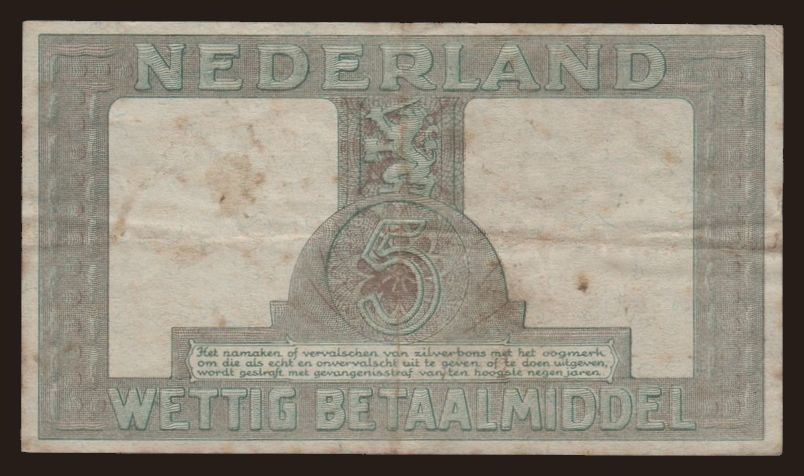 NEDERLAND
5
Het namaken of vervalschen van zilverbons met het oogmerk
om die als echt en onvervalscht uit te geven of te doen uitgeven,
wordt gestraft met gevangenisstraf van ten hoogste negen jaren.
WETTIG BETAALMIDDEL